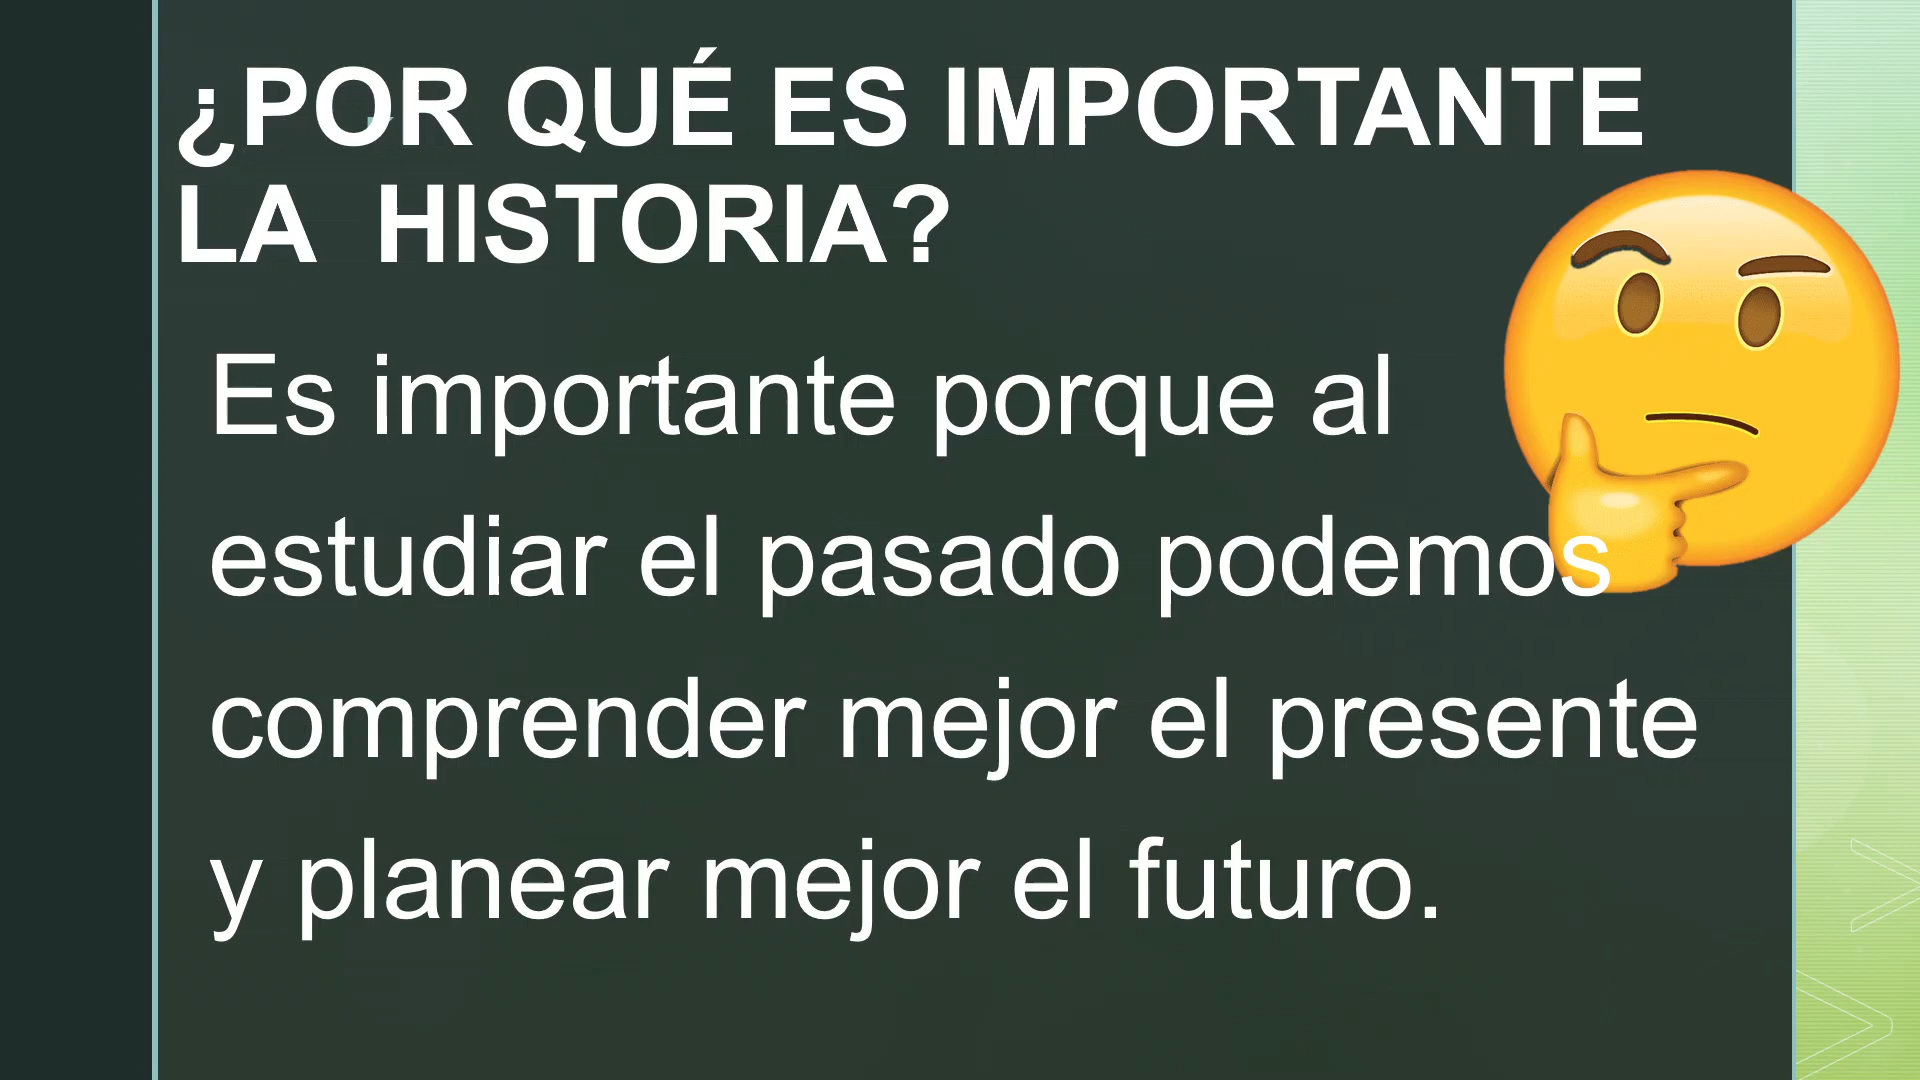 ¿POR QUÉ ES IMPORTANTE
LA  HISTORIA?
Es importante porque al
estudiar el pasado podemos
comprender mejor el presente
y planear mejor el futuro.